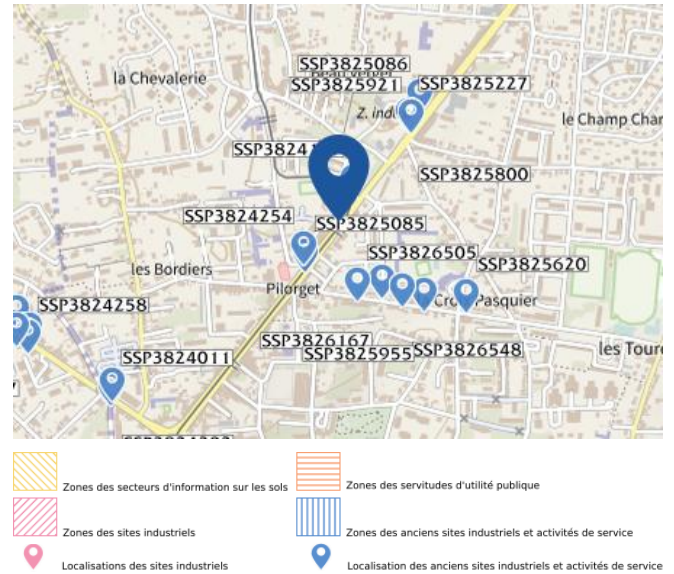 SSP3825086
la Chevalerie
SSP3825921
SSP3825227
Z. ind
le Champ Char
SSP3824
SSP3825800
SSP3824254
SSP3825085
SSP3826505
les Bordiers
SSP3825620
Pilorget
Pasquier
SSP3824258
SSP3826167
SSP3824011
SSP3825955
SSP3826548
les Toure
Zones des secteurs d'information sur les sols
Zones des servitudes d'utilité publique
Zones des sites industriels
Zones des anciens sites industriels et activités de service
Localisations des sites industriels
Localisation des anciens sites industriels et activités de service